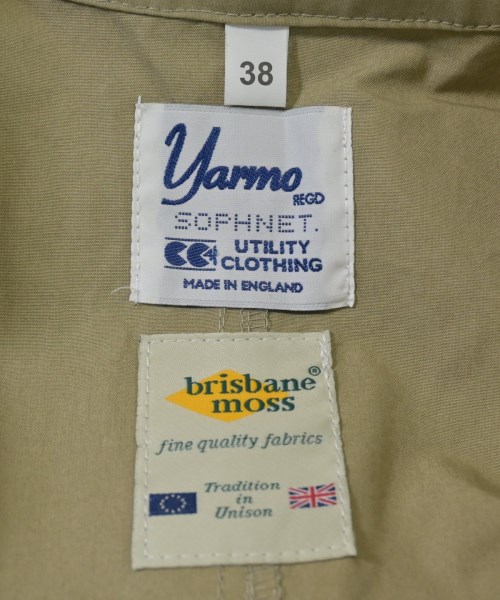 38
Yarmo
REGD
SOPHNET.
CC41 UTILITY
CLOTHING
MADE IN ENGLAND
brisbane®
moss
fine quality fabrics
Tradition
in
Unison